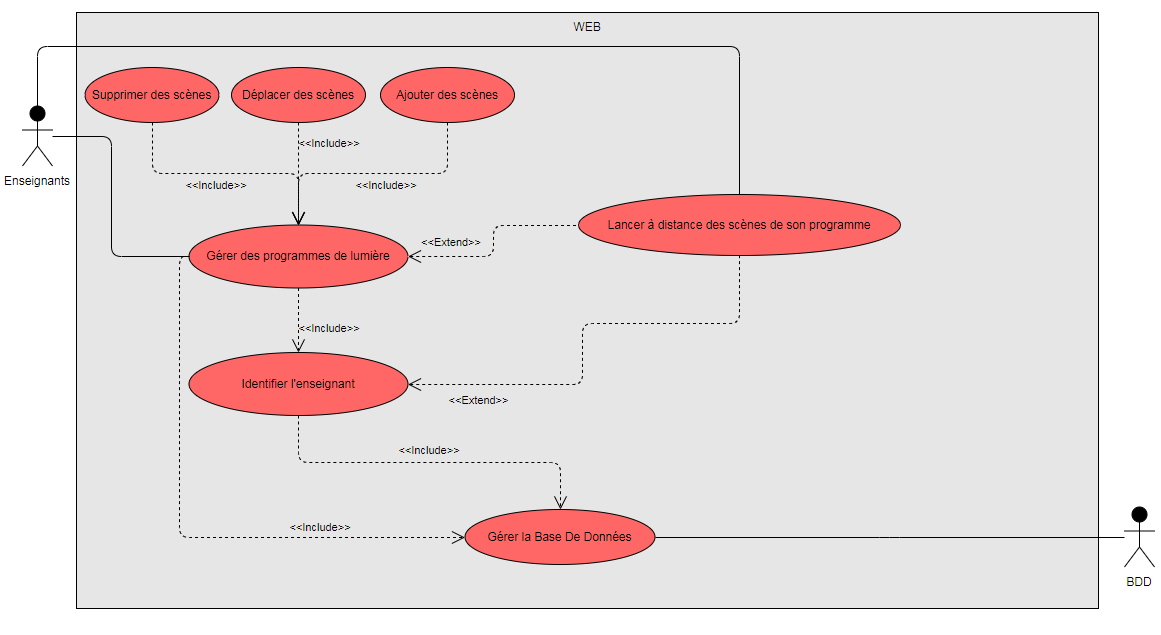 WEB
Supprimer des scènes
Déplacer des scènes
Ajouter des scènes
<<Include>>
Enseignants
<<Include>>
<<Include>>
Lancer à distance des scènes de son programme
<<Extend>>
Gérer des programmes de lumière
<<Include>>
Identifier l'enseignant
<<Extend>>
<<Include>>
<<Include>>
Gérer la Base De Données
BDD